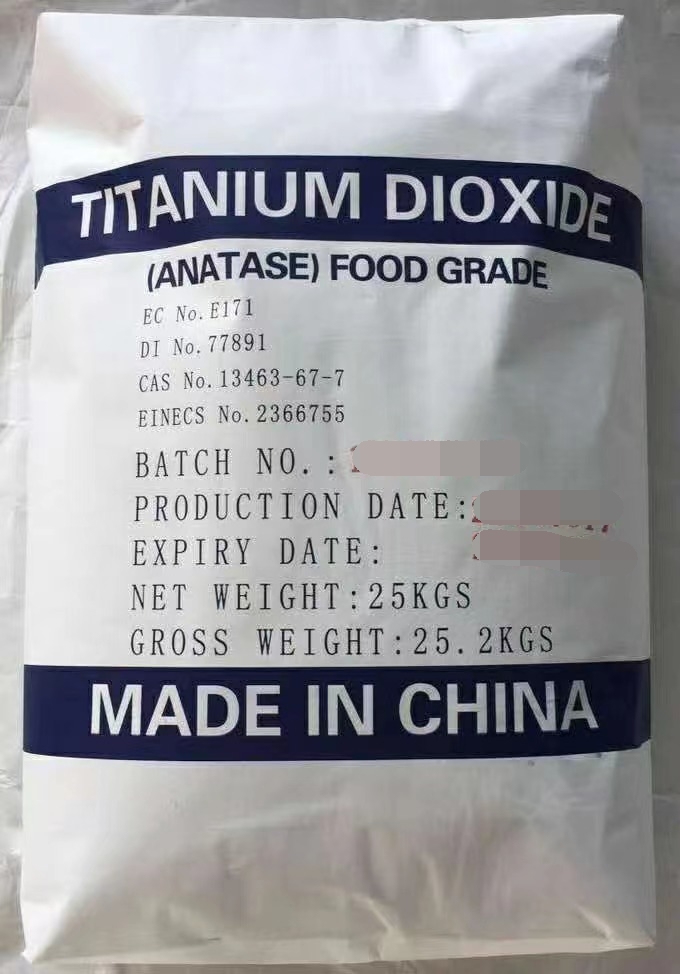 TITANIUM DIOXIDE
(ANATASE) FOOD GRADE
EC No.E171
DI No.77891
CAS No.13463-67-7
EINECS No.2366755
BATCH NO.:
PRODUCTION DATE:
EXPIRY DATE:
NET WEIGHT:25KGS
GROSS WEIGHT:25.2KGS
MADE IN CHINA